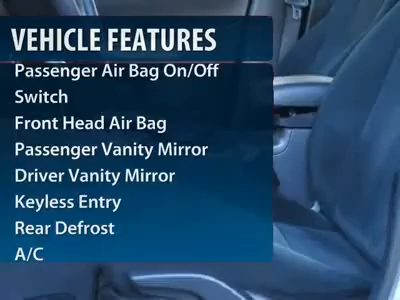 VEHICLE FEATURES
Passenger Air Bag On/Off
Switch
Front Head Air Bag
Passenger Vanity Mirror
Driver Vanity Mirror
Keyless Entry
Rear Defrost
A/C